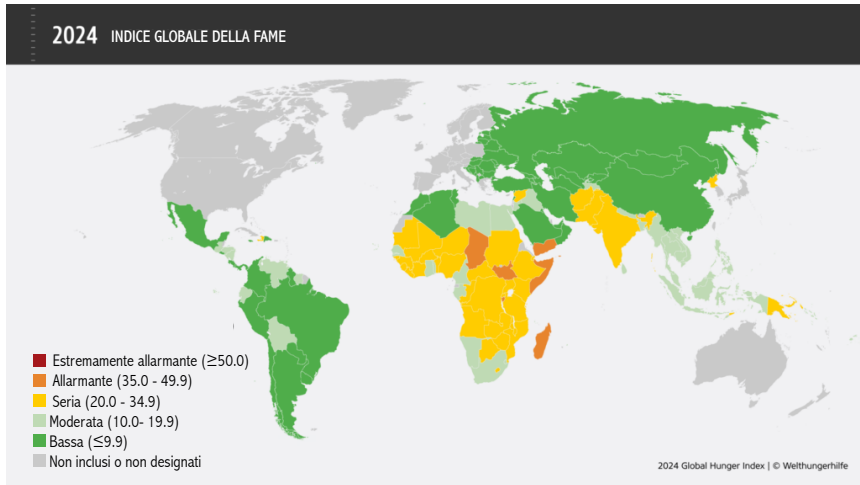 2024 INDICE GLOBALE DELLA FAME
Estremamente allarmante (≥50.0)
Allarmante (35.0 - 49.9)
Seria (20.0 - 34.9)
Moderata (10.0- 19.9)
Bassa (≤9.9)
Non inclusi o non designati
2024 Global Hunger Index | © Welthungerhilfe